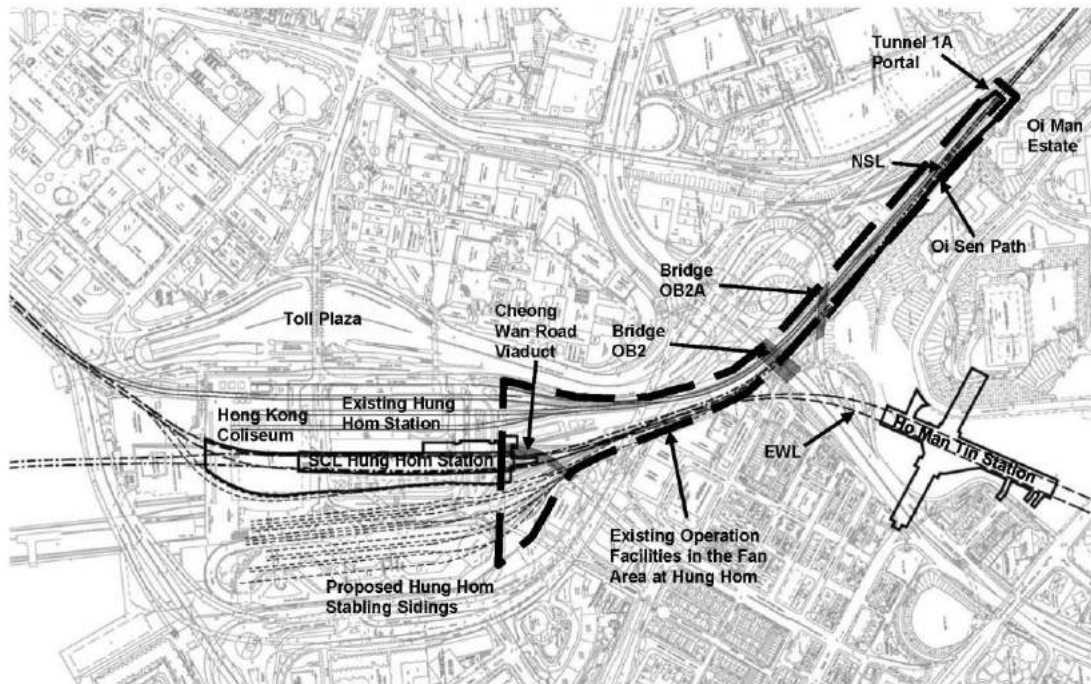 Tunnel 1A
Portal
Oi Man
Estate
NSL
Oi Sen Path
Bridge
OB2A
Cheong
Wan Road
Viaduct
Bridge
OB2
Toll Plaza
Hong Kong
Coliseum
Existing Hung
Hom Station
SCL Hung Hom Station
EWL
Ho Man Tin Station
Existing Operation
Facilities in the Fan
Area at Hung Hom
Proposed Hung Hom
Stabling Sidings